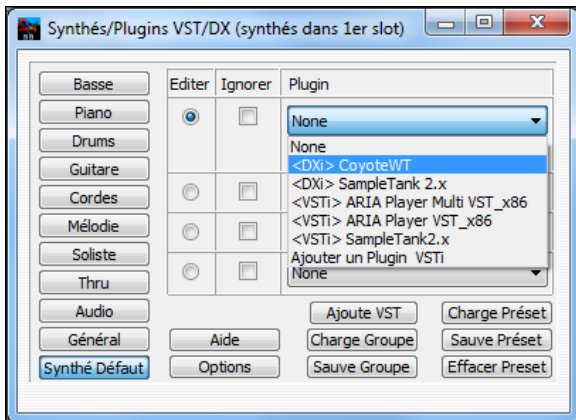 Synthés/Plugins VST/DX (synthés dans 1er slot)
Basse
Editer Ignorer Plugin
Piano
None
Drums
None
Guitare
<DXi> CoyoteWT
<DXi> SampleTank 2.x
Cordes
<VSTi> ARIA Player Multi VST_x86
<VSTi> ARIA Player VST_x86
Mélodie
<VSTi> SampleTank2.x
Soliste
Ajouter un Plugin VSTi
None
Thru
Audio
Ajoute VST
Charge Préset
Général
Aide
Charge Groupe
Sauve Préset
Synthé Défaut
Options
Sauve Groupe
Effacer Preset